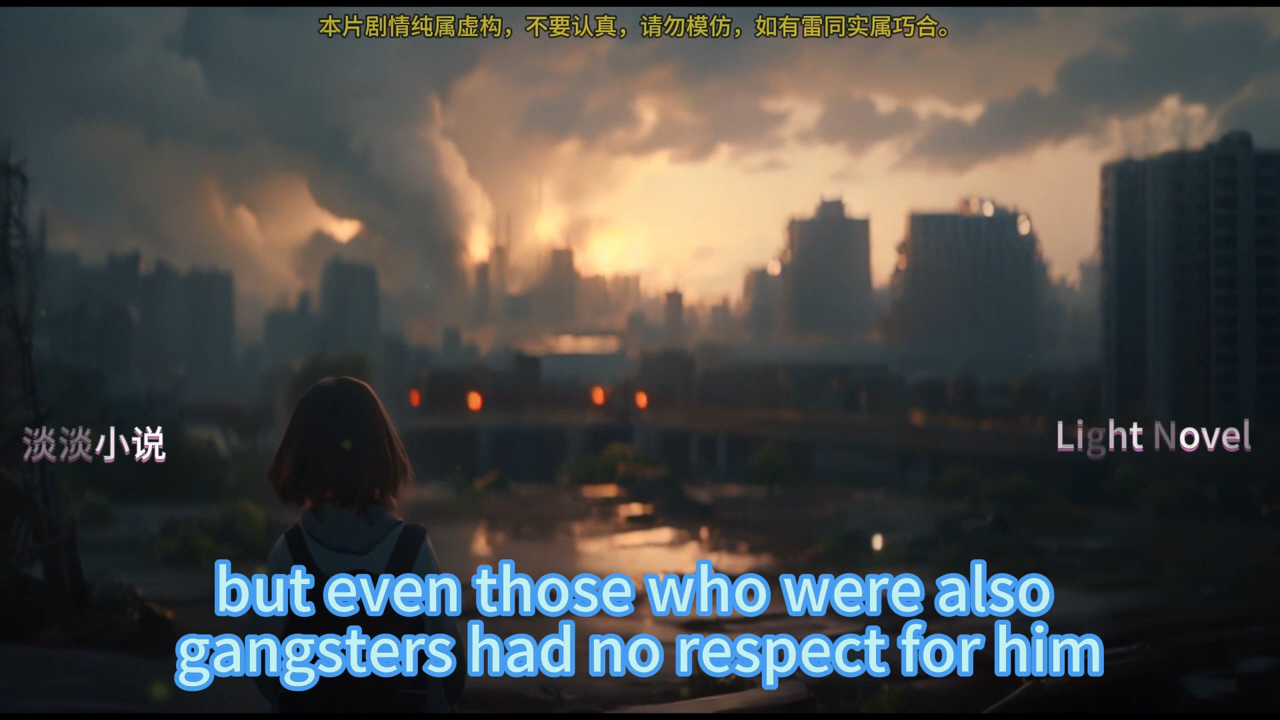 本片剧情纯属虚构，不要认真，请勿模仿，如有雷同实属巧合。
淡淡小说
Light Novel
but even those who were also
gangsters had no respect for him